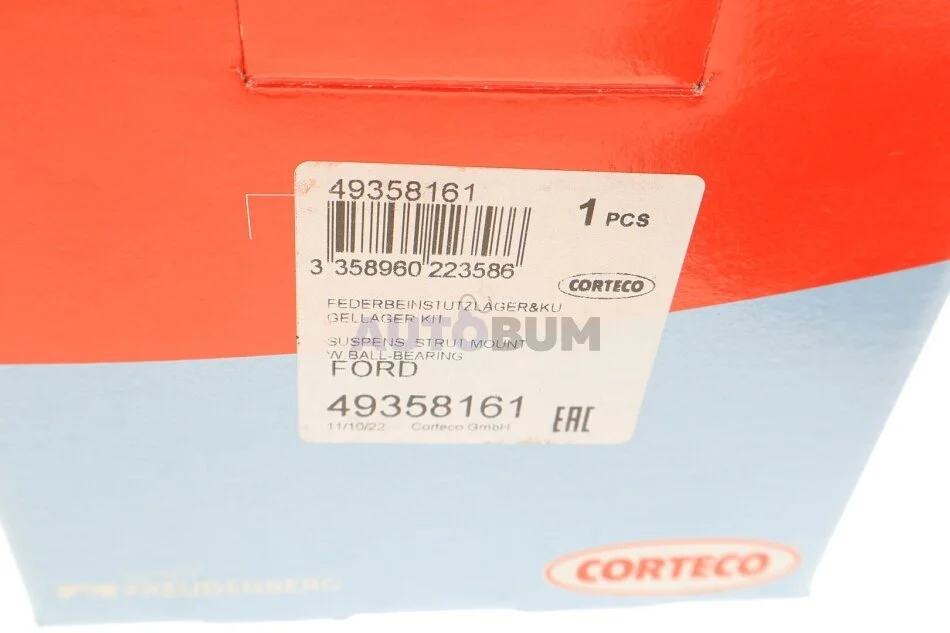 49358161
1 PCS
3 358960 223586
CORTECO
FEDERBEINSTUTZLAGER&KU
GELLAGER KIT
AUTOBUM
SUSPENS. STRUT MOUNT
W.BALL-BEARING
FORD
49358161
EAC
11/10/22 Corteco GmbH
CORTECO
FREUDENBERG